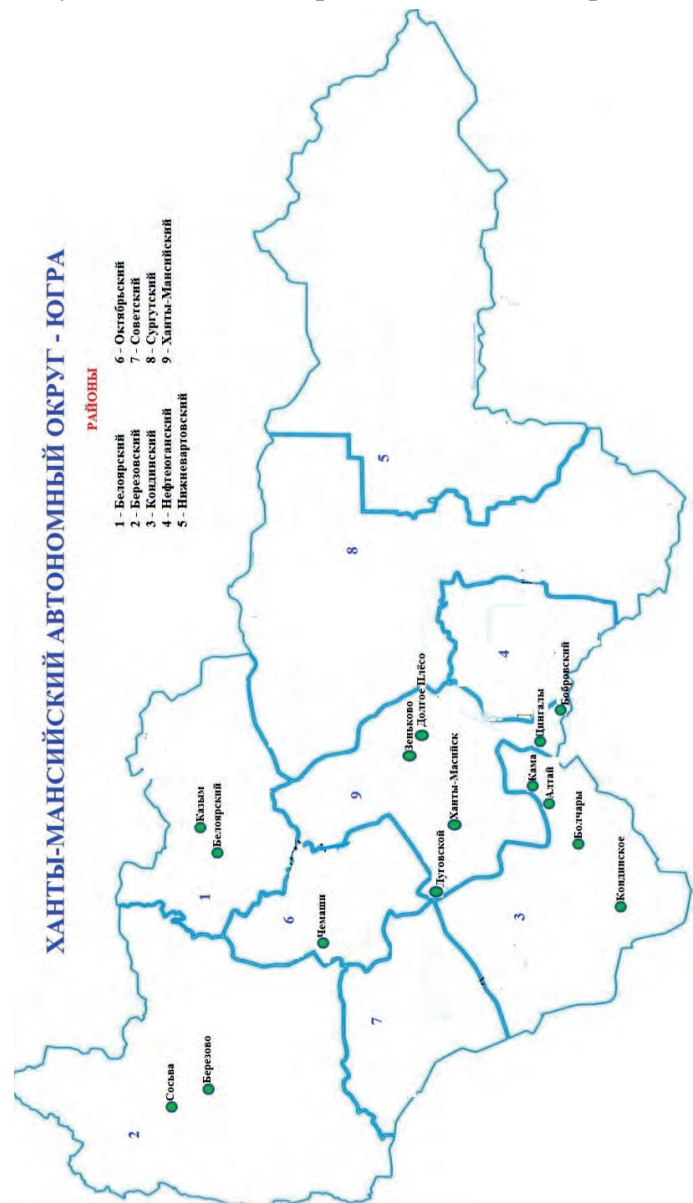 ХАНТЫ-МАНСИЙСКИЙ АВТОНОМНЫЙ ОКРУГ - ЮГРА
РАЙОНЫ
1 - Белоярский
2 - Березовский
3 - Кондинский
4 - Нефтеюганский
5 - Нижневартовский
6 - Октябрьский
7 - Советский
8 - Сургутский
9 - Ханты-Мансийский
2
Сосьва
Березово
1
Казым
Белоярский
6
Чемаши
7
9
Зеньково
Долгое Плёсо
Ханты-Масийск
Луговской
8
5
4
Цингалы
Бобровский
Кама
Алтай
Болчары
3
Кондинское